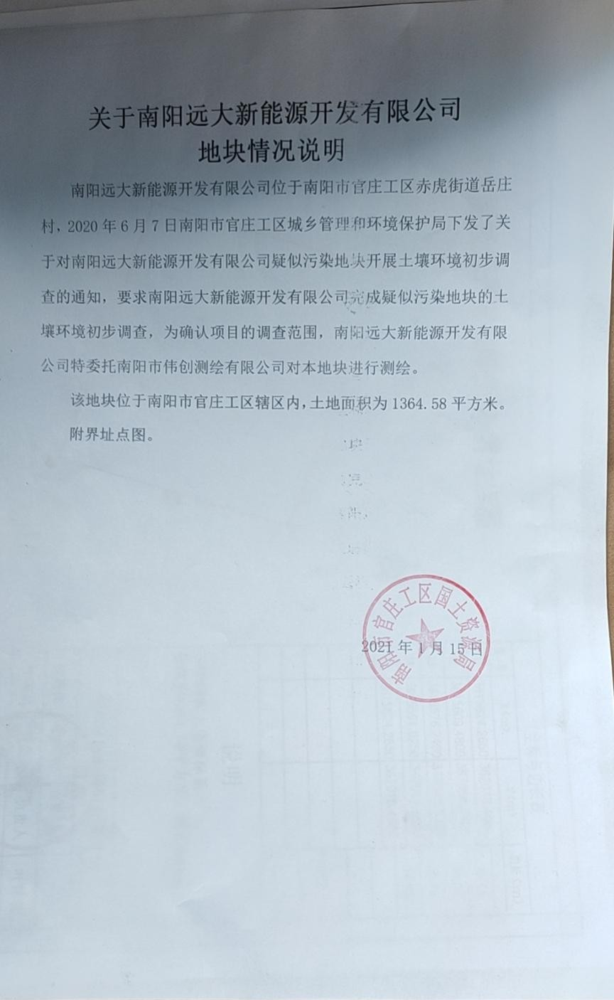 关于南阳远大新能源开发有限公司
地块情况说明
南阳远大新能源开发有限公司位于南阳市官庄工区赤虎街道岳庄
村，2020年6月7日南阳市官庄工区城乡管理和环境保护局下发了关
于对南阳远大新能源开发有限公司疑似污染地块开展土壤环境初步调
查的通知，要求南阳远大新能源开发有限公司完成疑似污染地块的土
壤环境初步调查，为确认项目的调查范围，南阳远大新能源开发有限
公司特委托南阳市伟创测绘有限公司对本地块进行测绘。
该地块位于南阳市官庄工区辖区内，土地面积为1364.58平方米。
附界址点图。
南阳市官庄工区国土资源局
2021年1月15日